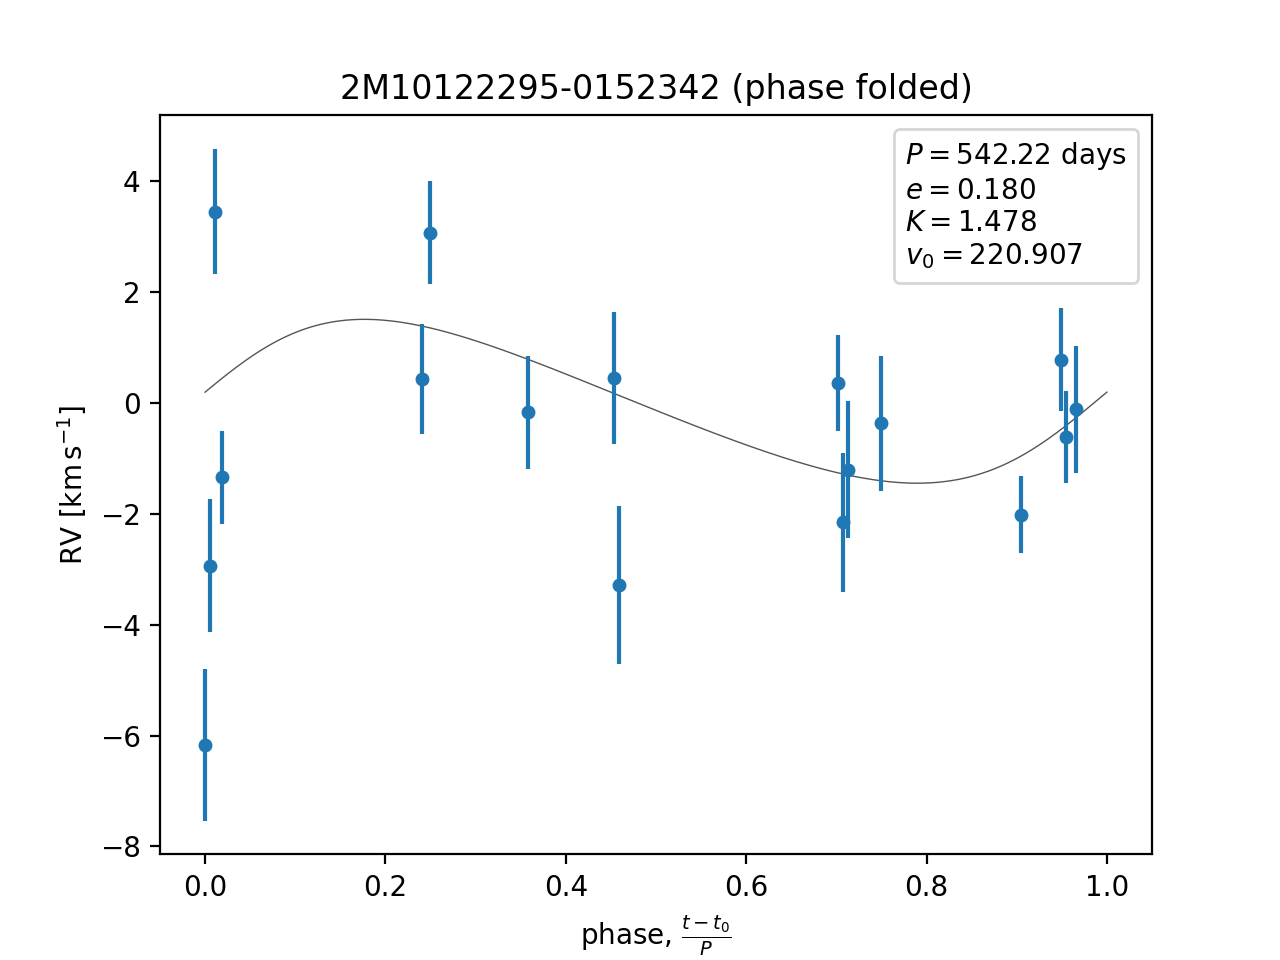 2M10122295-0152342 (phase folded)
P = 542.22 days
e = 0.180
K = 1.478
v₀ = 220.907
RV [km s⁻¹]
4
2
0
−2
−4
−6
−8
0.0 0.2 0.4 0.6 0.8 1.0
phase, (t − t₀)/P